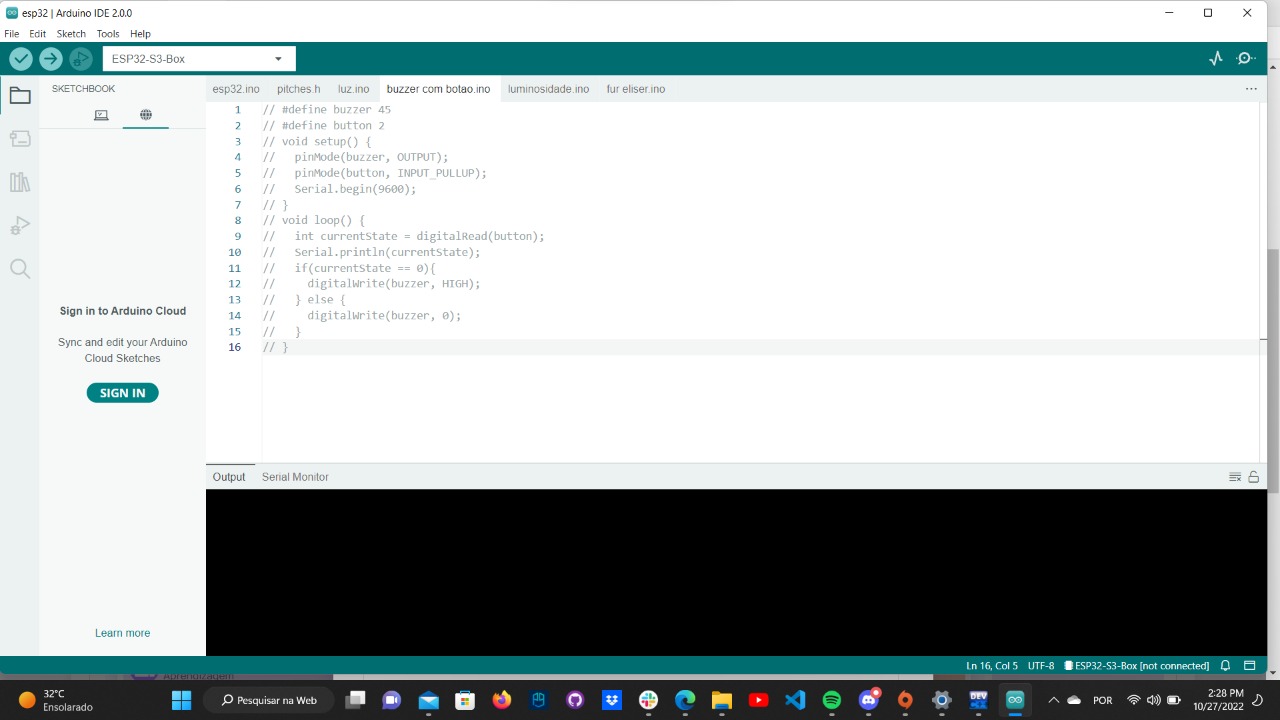 esp32 | Arduino IDE 2.0.0
File Edit Sketch Tools Help
ESP32-S3-Box
SKETCHBOOK
esp32.ino pitches.h luz.ino buzzer com botao.ino luminosidade.ino fur eliser.ino
1 // #define buzzer 45
2 // #define button 2
3 // void setup() {
4 //   pinMode(buzzer, OUTPUT);
5 //   pinMode(button, INPUT_PULLUP);
6 //   Serial.begin(9600);
7 // }
8 // void loop() {
9 //   int currentState = digitalRead(button);
10 //   Serial.println(currentState);
11 //   if(currentState == 0){
12 //     digitalWrite(buzzer, HIGH);
13 //   } else {
14 //     digitalWrite(buzzer, 0);
15 //   }
16 // }
Sign in to Arduino Cloud
Sync and edit your Arduino
Cloud Sketches
SIGN IN
Learn more
Output Serial Monitor
Ln 16, Col 5 UTF-8 ESP32-S3-Box [not connected]
Aprendizagem
32°C
Ensolarado
Pesquisar na Web
DEV
POR
2:28 PM
10/27/2022